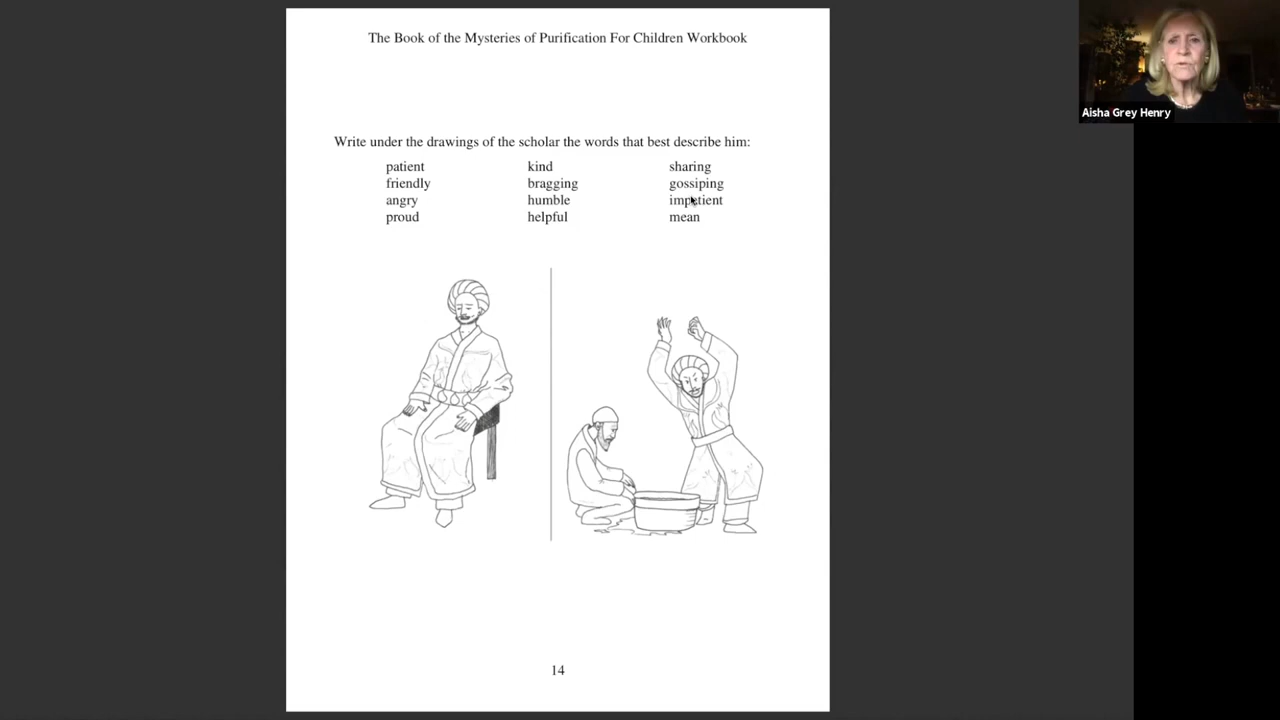 The Book of the Mysteries of Purification For Children Workbook
Aisha Grey Henry
Write under the drawings of the scholar the words that best describe him:
patient kind sharing
friendly bragging gossiping
angry humble impatient
proud helpful mean
14